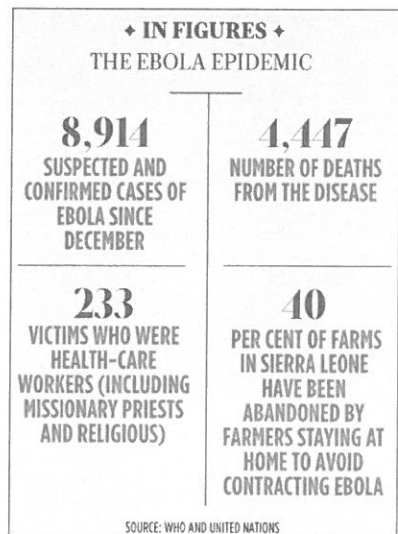 ✦ IN FIGURES ✦
THE EBOLA EPIDEMIC
8,914
SUSPECTED AND
CONFIRMED CASES OF
EBOLA SINCE
DECEMBER
4,447
NUMBER OF DEATHS
FROM THE DISEASE
233
VICTIMS WHO WERE
HEALTH-CARE
WORKERS (INCLUDING
MISSIONARY PRIESTS
AND RELIGIOUS)
40
PER CENT OF FARMS
IN SIERRA LEONE
HAVE BEEN
ABANDONED BY
FARMERS STAYING AT
HOME TO AVOID
CONTRACTING EBOLA
SOURCE: WHO AND UNITED NATIONS